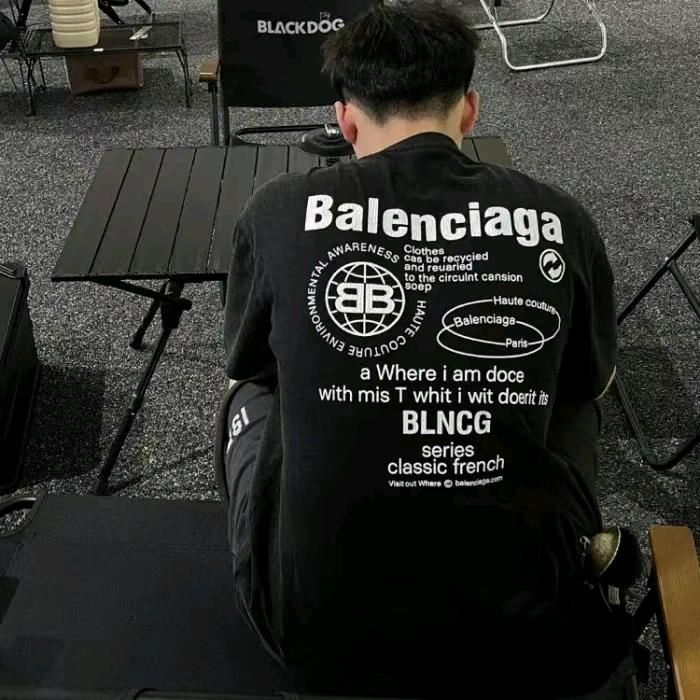 BLACKDOG
Balenciaga
Clothes
cas be recycied
and reuaried
to the circulnt cansion
soep
ENVIRONMENTAL AWARENESS
HAUTE COUTURE
BB
Haute couture
Balenciaga
Paris
a Where i am doce
with mis T whit i wit doerit its
BLNCG
series
classic french
Visit out Where @ balenciaga.com
ISI